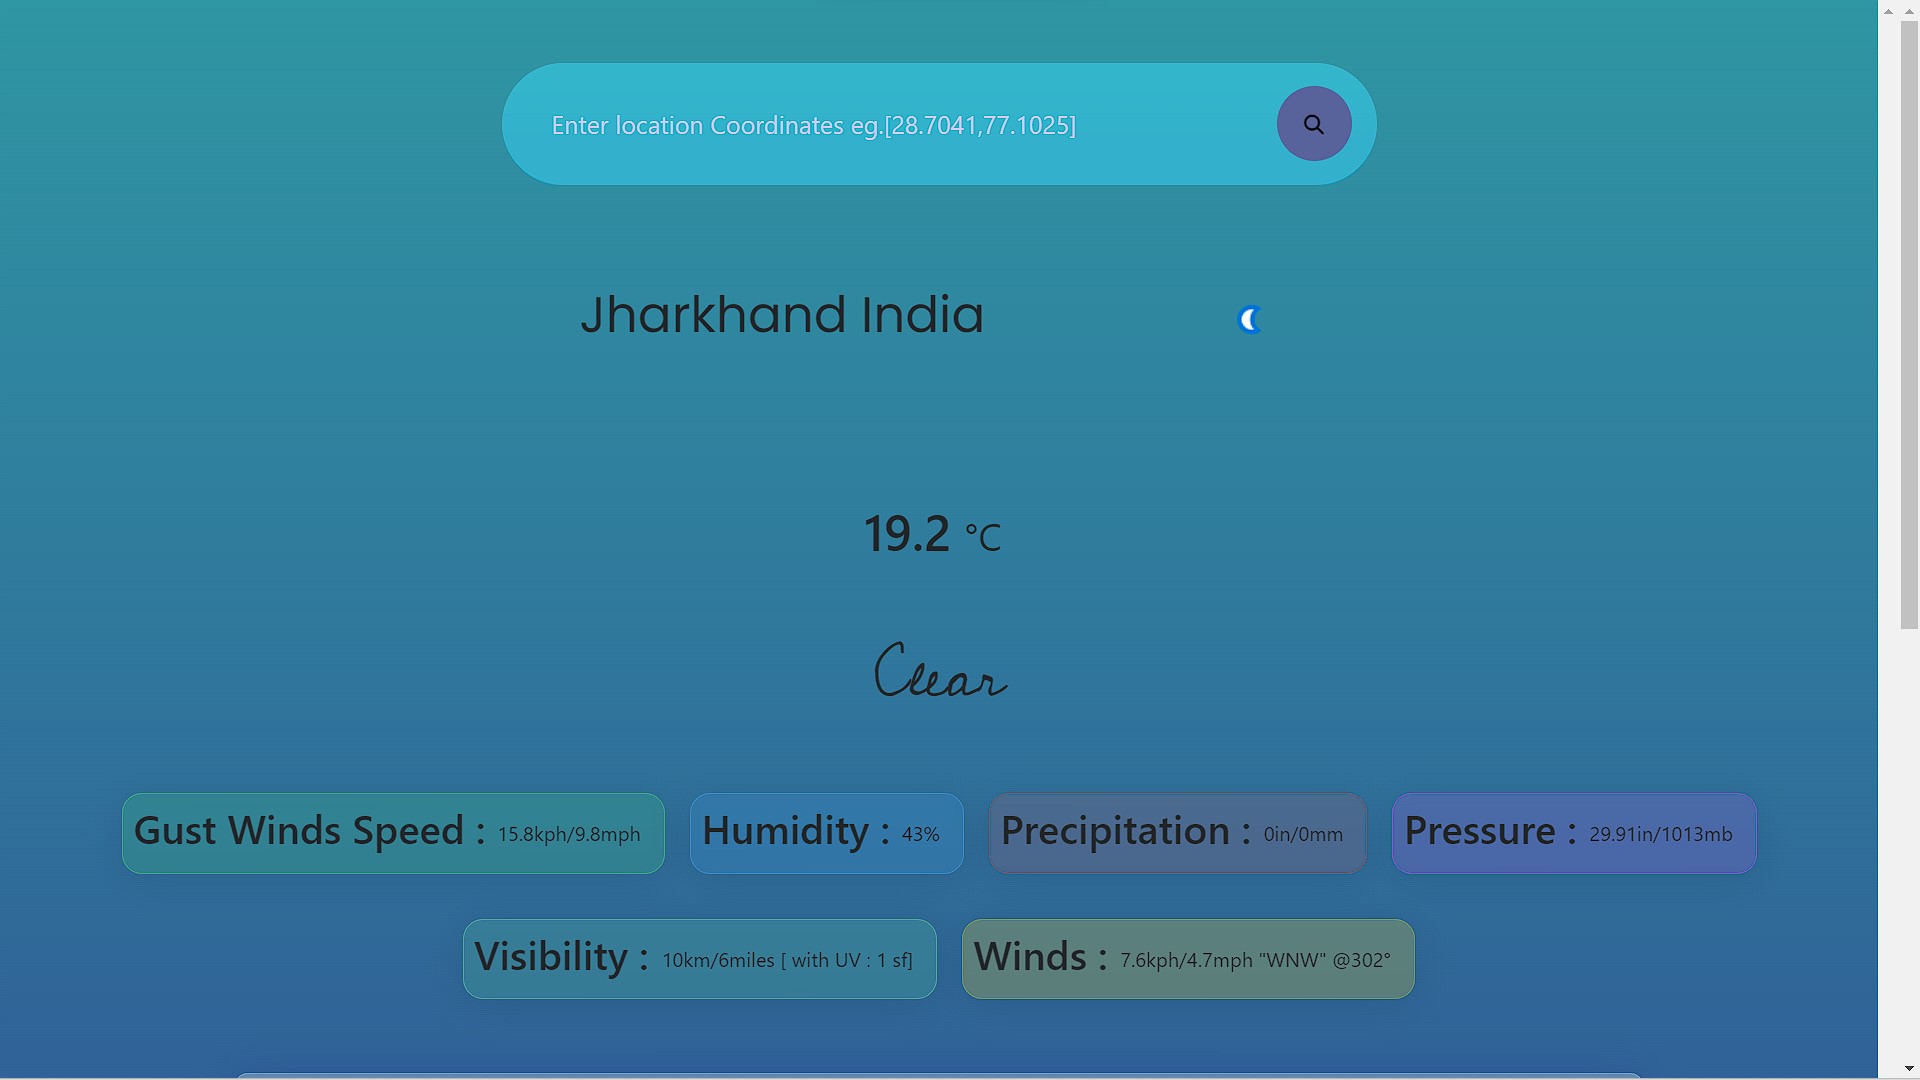 Enter location Coordinates eg.[28.7041,77.1025]
Jharkhand India
19.2 °C
Clear
Gust Winds Speed : 15.8kph/9.8mph
Humidity : 43%
Precipitation : 0in/0mm
Pressure : 29.91in/1013mb
Visibility : 10km/6miles [ with UV : 1 sf]
Winds : 7.6kph/4.7mph "WNW" @302°